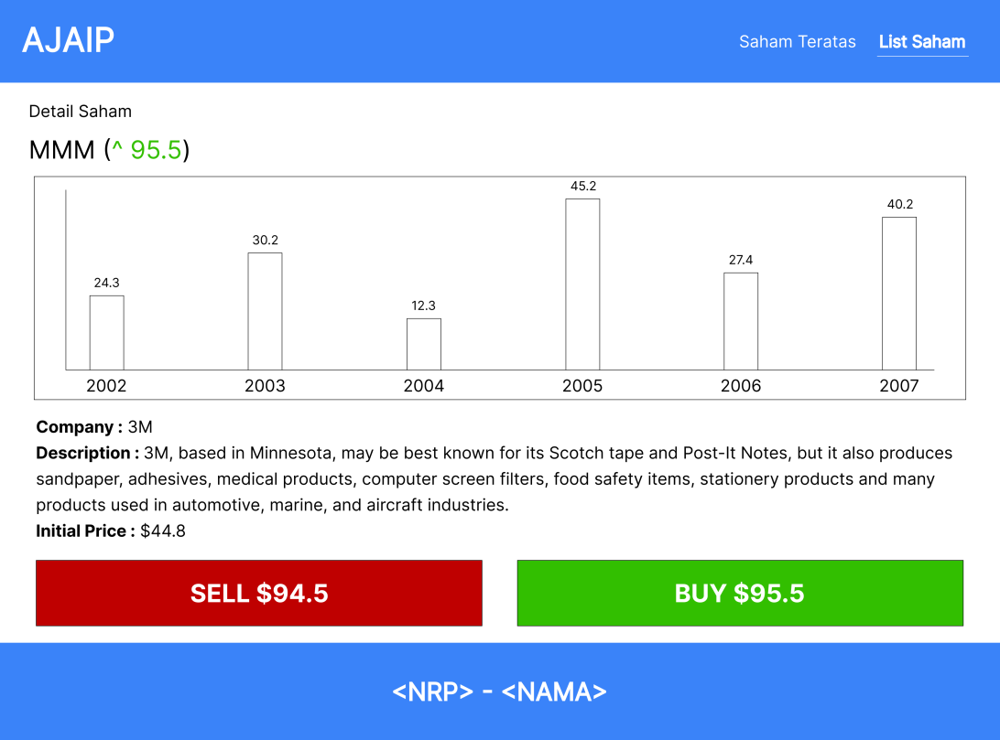 AJAIP
Saham Teratas
List Saham
Detail Saham
MMM (^ 95.5)
24.3
30.2
12.3
45.2
27.4
40.2
2002
2003
2004
2005
2006
2007
Company : 3M
Description : 3M, based in Minnesota, may be best known for its Scotch tape and Post-It Notes, but it also produces
sandpaper, adhesives, medical products, computer screen filters, food safety items, stationery products and many
products used in automotive, marine, and aircraft industries.
Initial Price : $44.8
SELL $94.5
BUY $95.5
<NRP> - <NAMA>